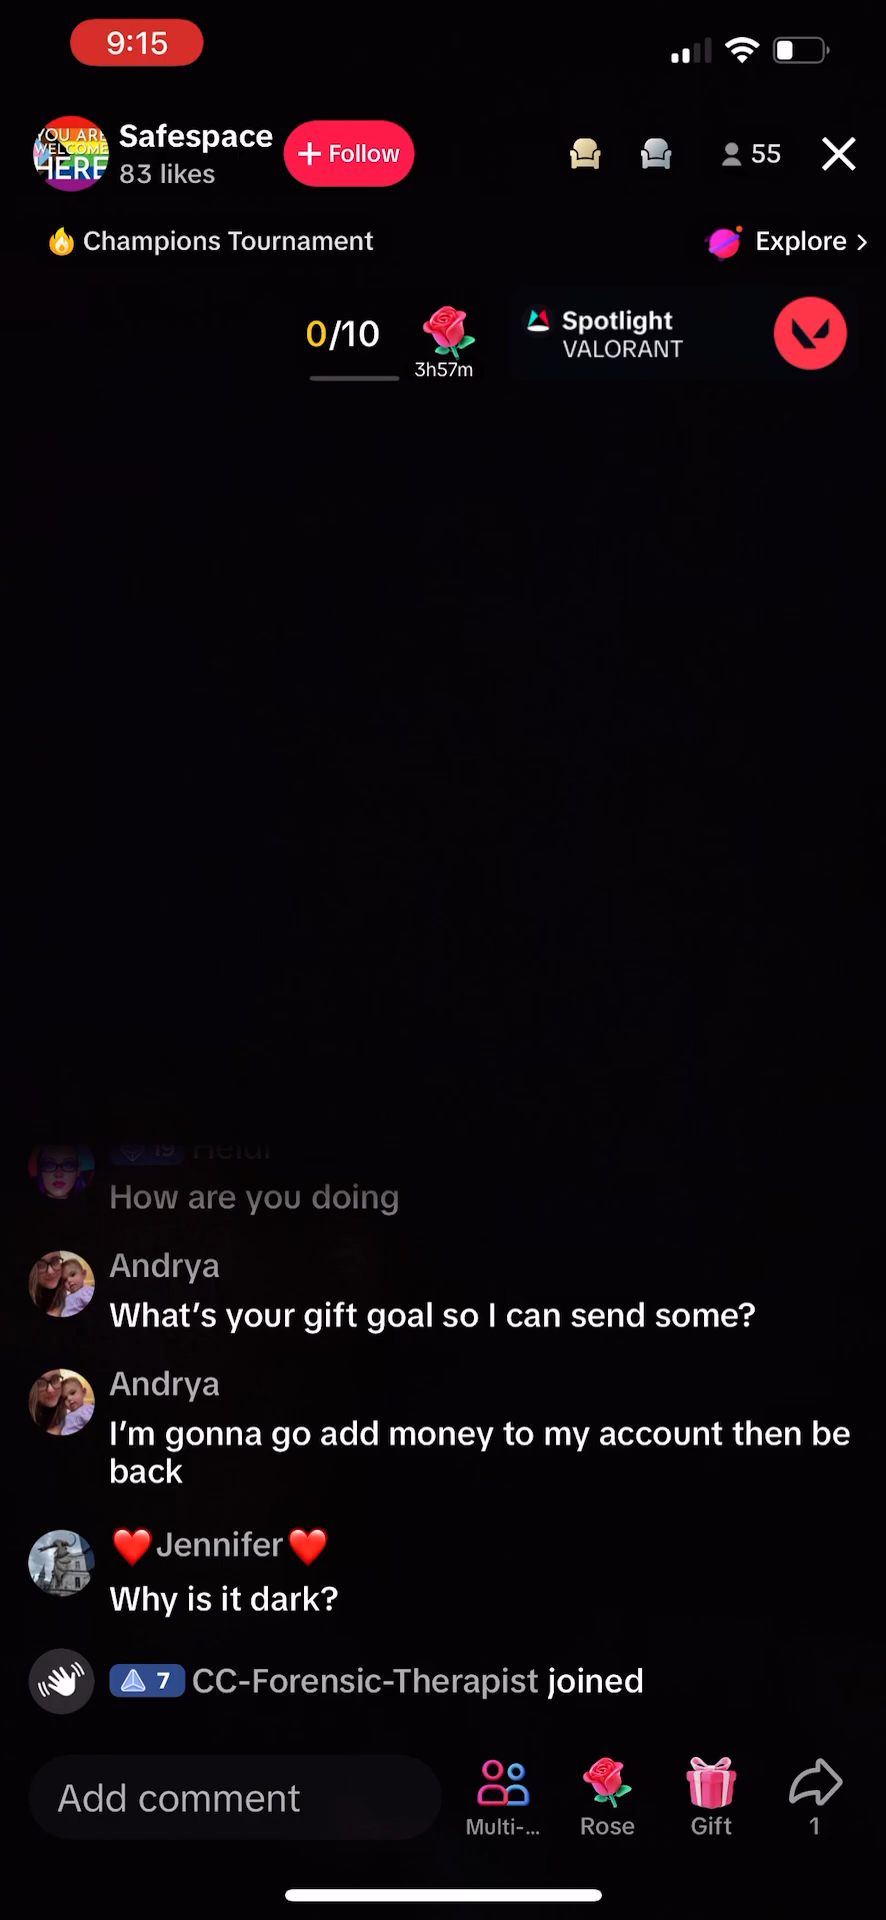 9:15
YOU ARE
WELCOME
HERE
Safespace
83 likes
+ Follow
55
Champions Tournament
Explore >
0/10
3h57m
Spotlight
VALORANT
19 Heidi
How are you doing
Andrya
What's your gift goal so I can send some?
Andrya
I'm gonna go add money to my account then be
back
Jennifer
Why is it dark?
7 CC-Forensic-Therapist joined
Add comment
Multi-...
Rose
Gift
1